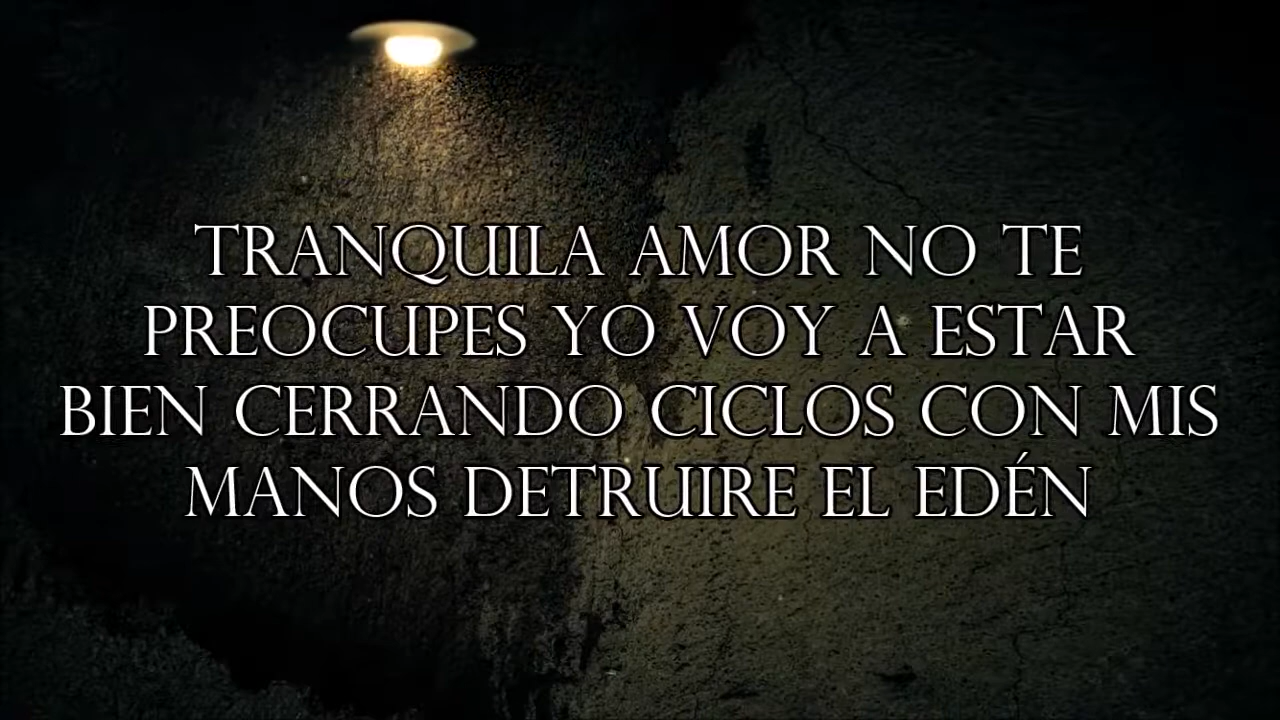 TRANQUILA AMOR NO TE
PREOCUPES YO VOY A ESTAR
BIEN CERRANDO CICLOS CON MIS
MANOS DETRUIRE EL EDÉN